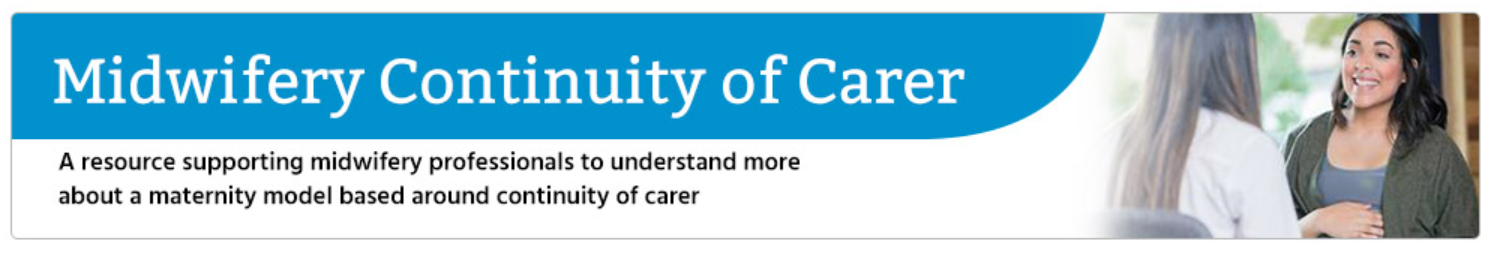 Midwifery Continuity of Carer
A resource supporting midwifery professionals to understand more
about a maternity model based around continuity of carer